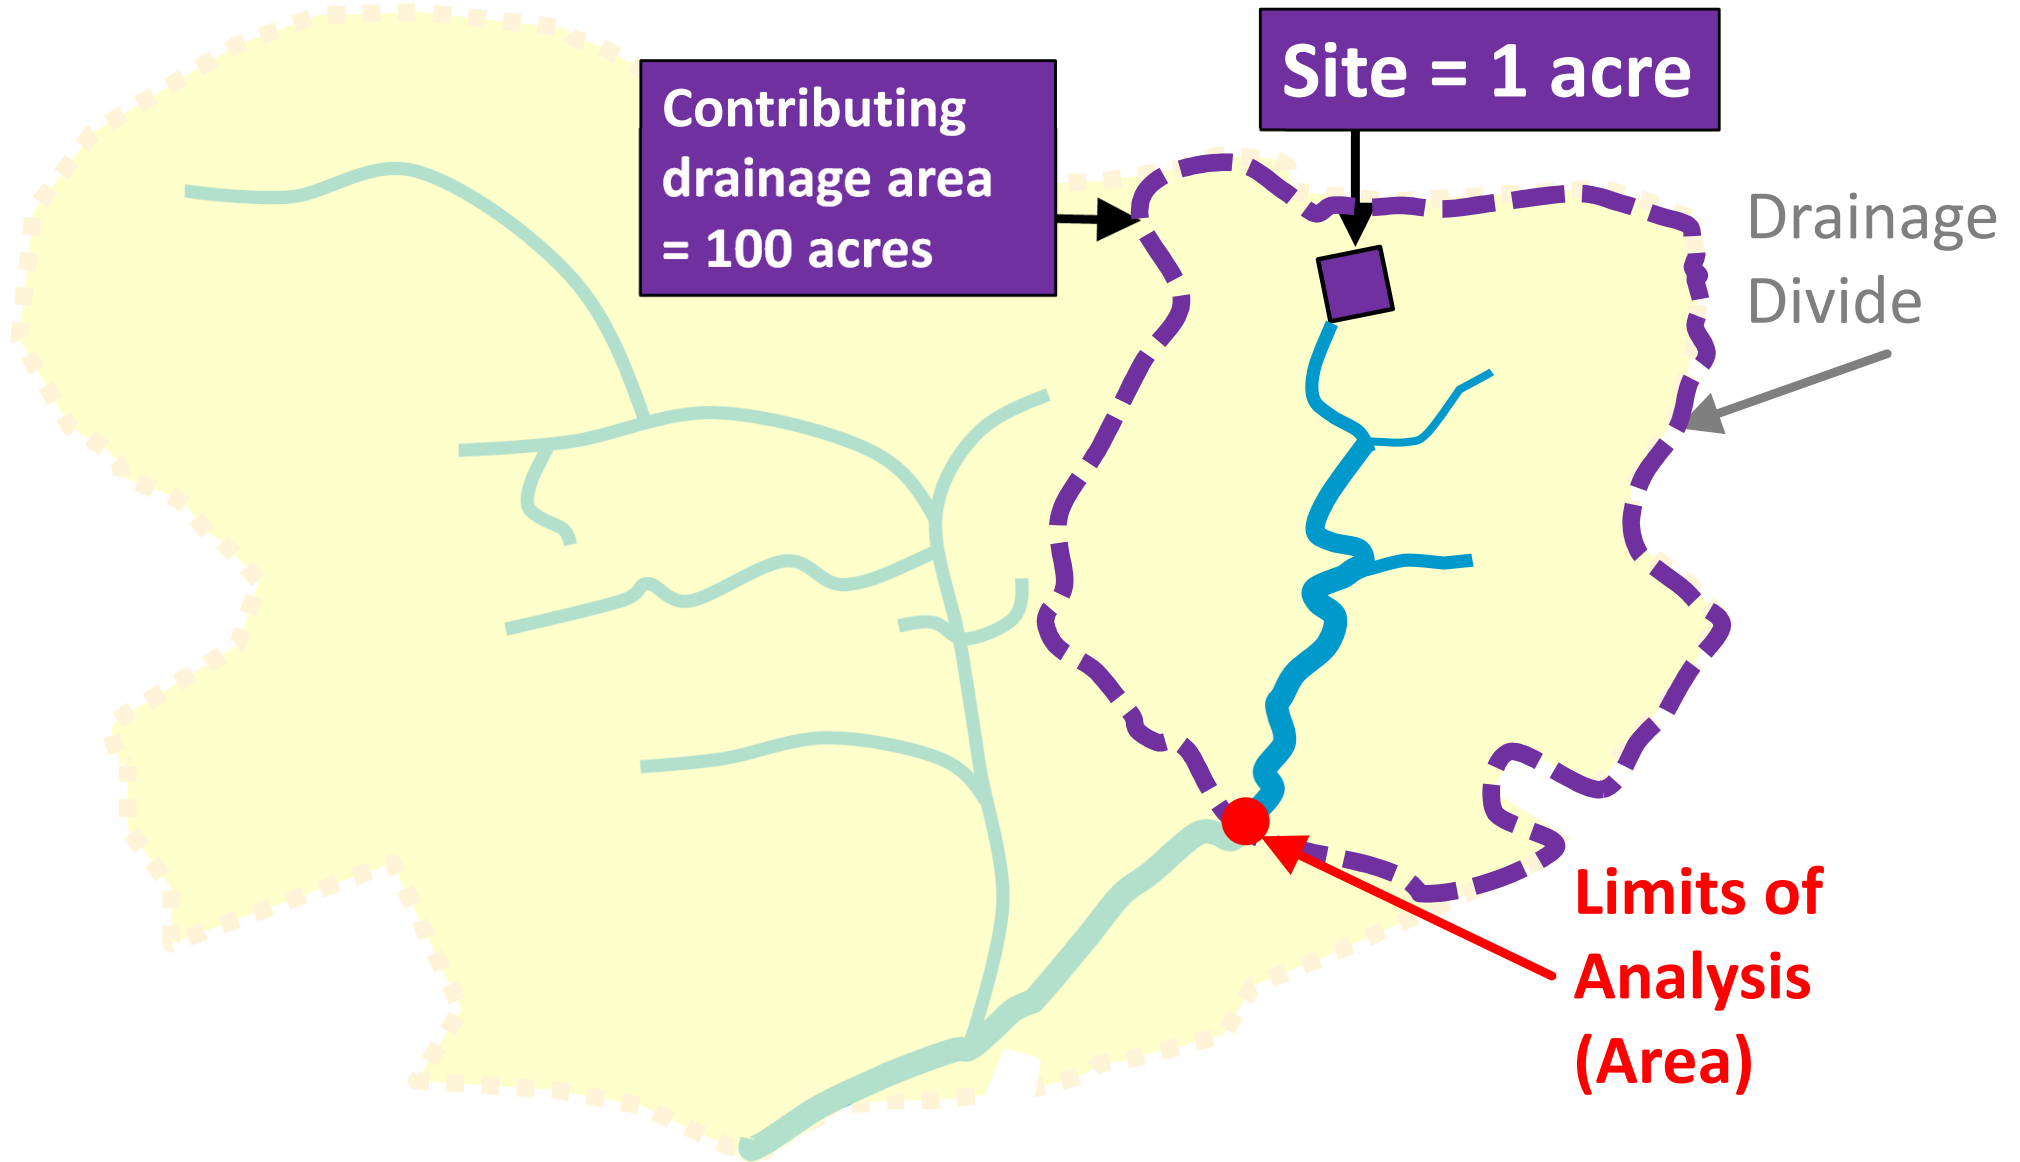 Contributing
drainage area
= 100 acres
Site = 1 acre
Drainage
Divide
Limits of
Analysis
(Area)